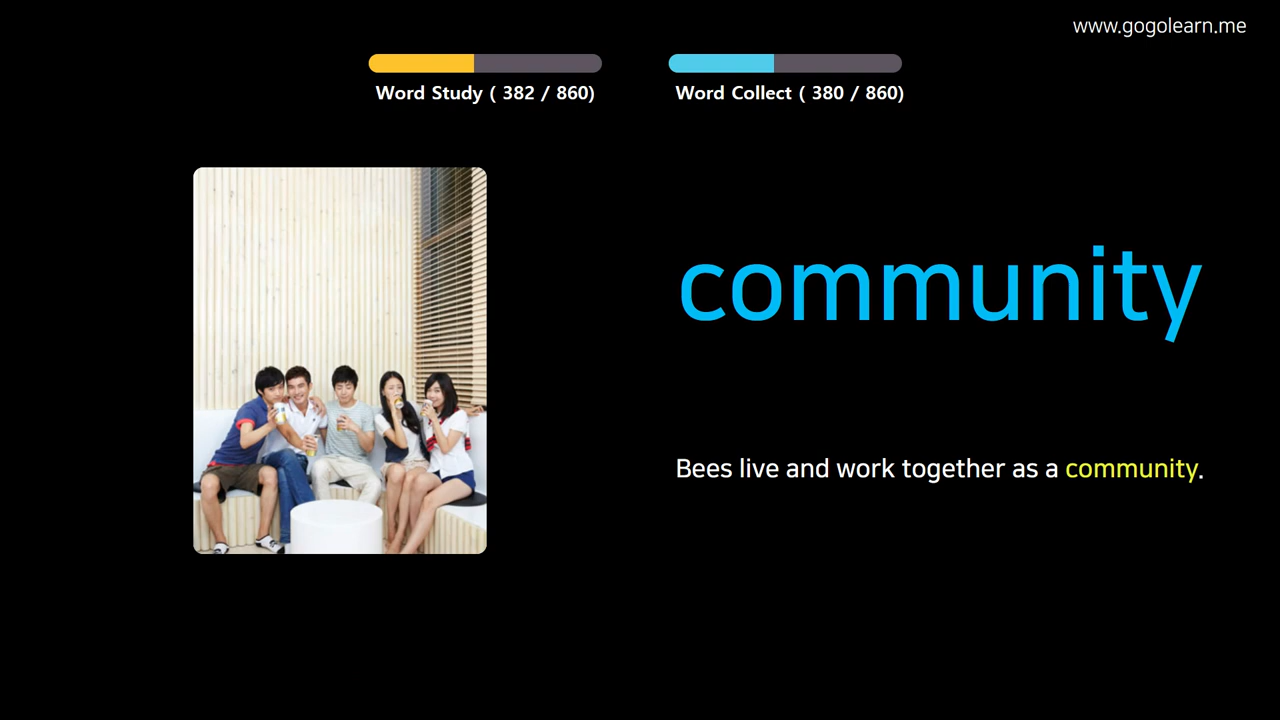 www.gogolearn.me
Word Study ( 382 / 860)
Word Collect ( 380 / 860)
community
Bees live and work together as a community.